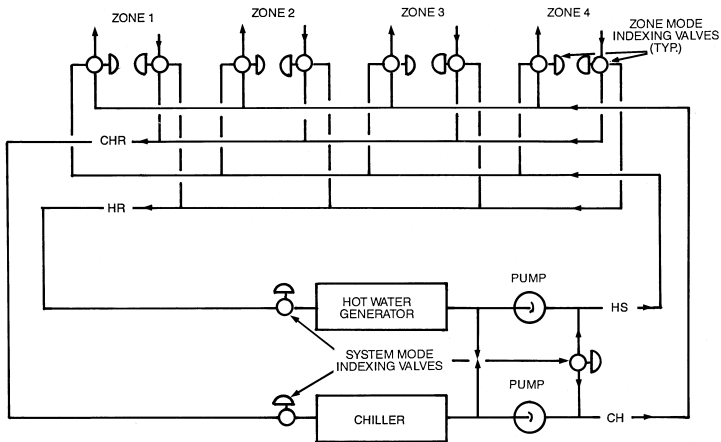 ZONE 1
ZONE 2
ZONE 3
ZONE 4
ZONE MODE
INDEXING VALVES
(TYP.)
CHR
HR
PUMP
HOT WATER
GENERATOR
HS
SYSTEM MODE
INDEXING VALVES
PUMP
CHILLER
CH